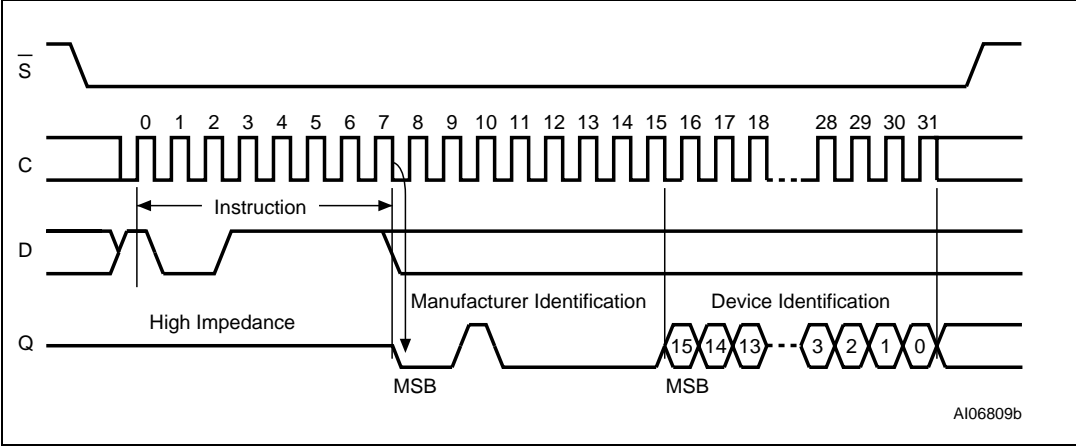 S̅
0 1 2 3 4 5 6 7 8 9 10 11 12 13 14 15 16 17 18 28 29 30 31
C
Instruction
D
Manufacturer Identification Device Identification
High Impedance
Q
15 14 13 3 2 1 0
MSB MSB
AI06809b